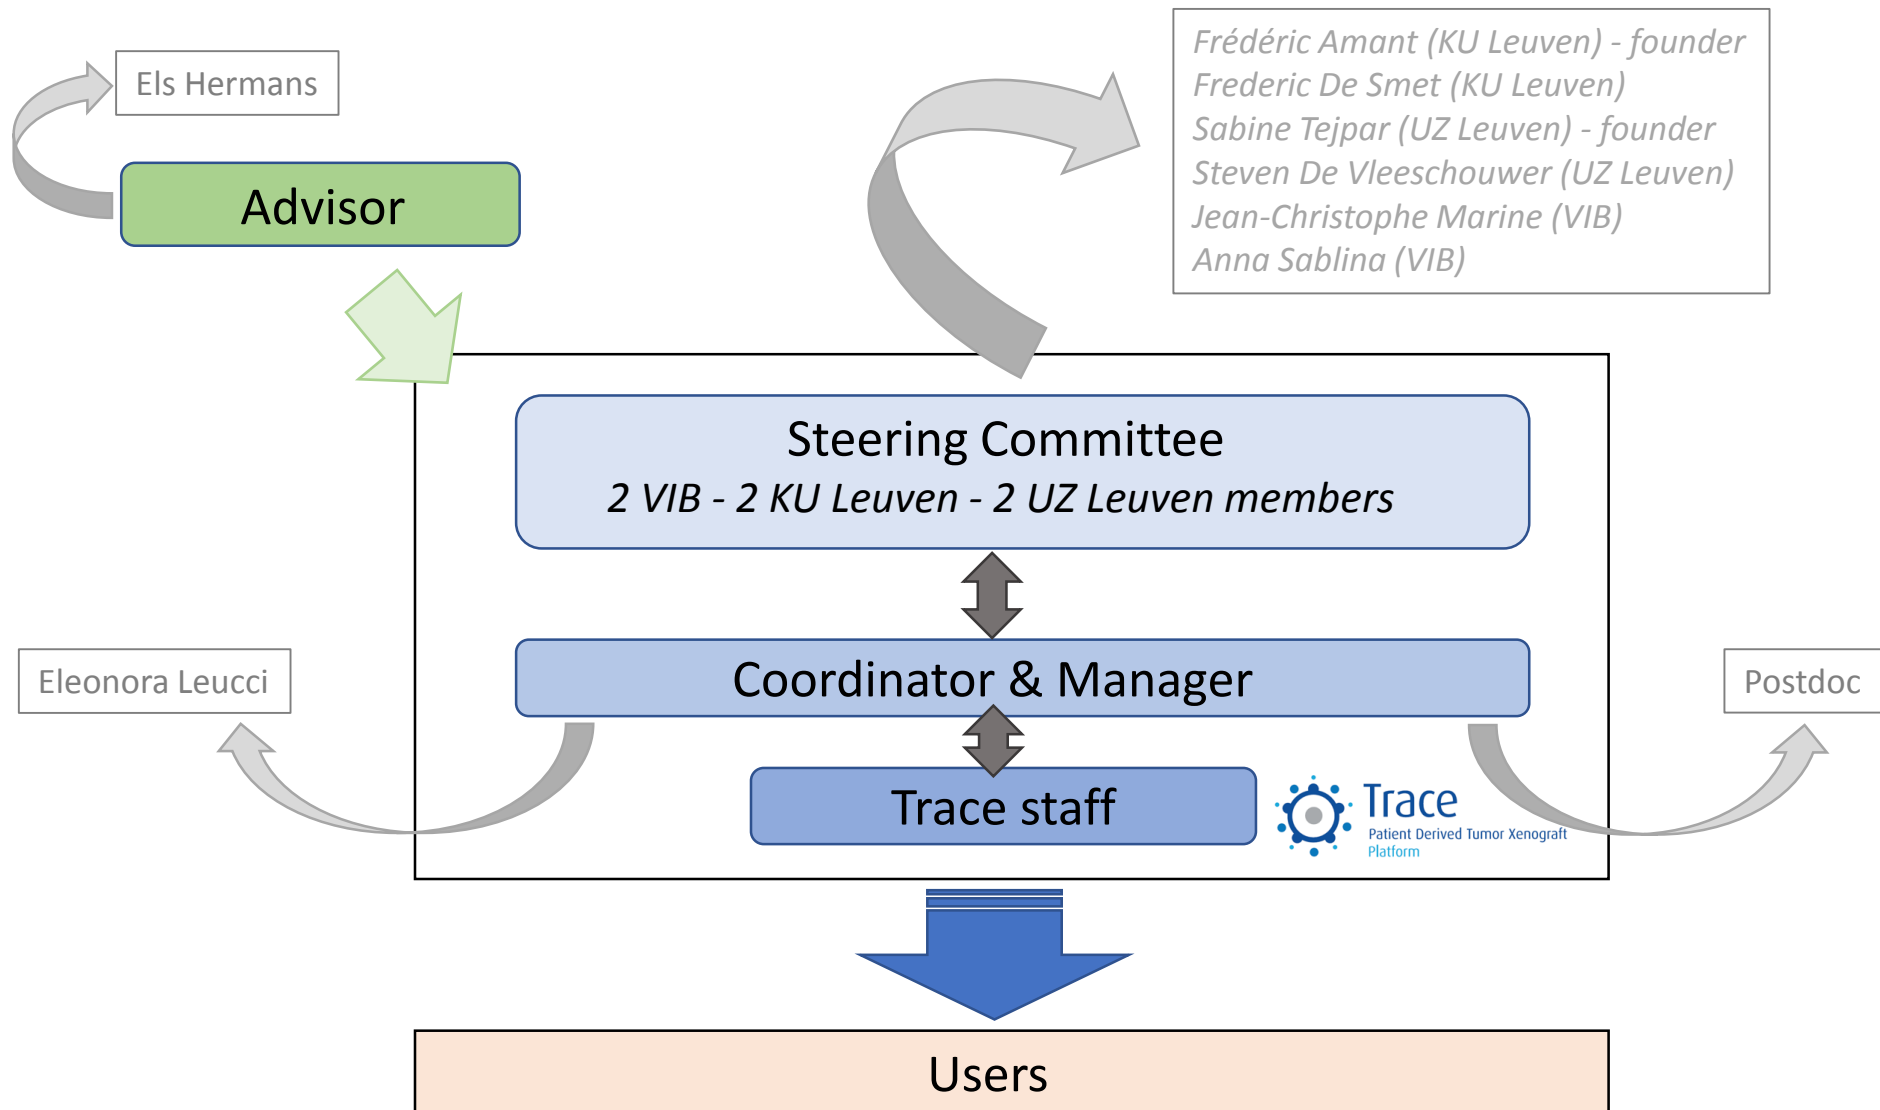 Els Hermans
Advisor
Frédéric Amant (KU Leuven) - founder
Frederic De Smet (KU Leuven)
Sabine Tejpar (UZ Leuven) - founder
Steven De Vleeschouwer (UZ Leuven)
Jean-Christophe Marine (VIB)
Anna Sablina (VIB)
Steering Committee
2 VIB - 2 KU Leuven - 2 UZ Leuven members
Eleonora Leucci
Coordinator & Manager
Postdoc
Trace staff
Trace
Patient Derived Tumor Xenograft
Platform
Users